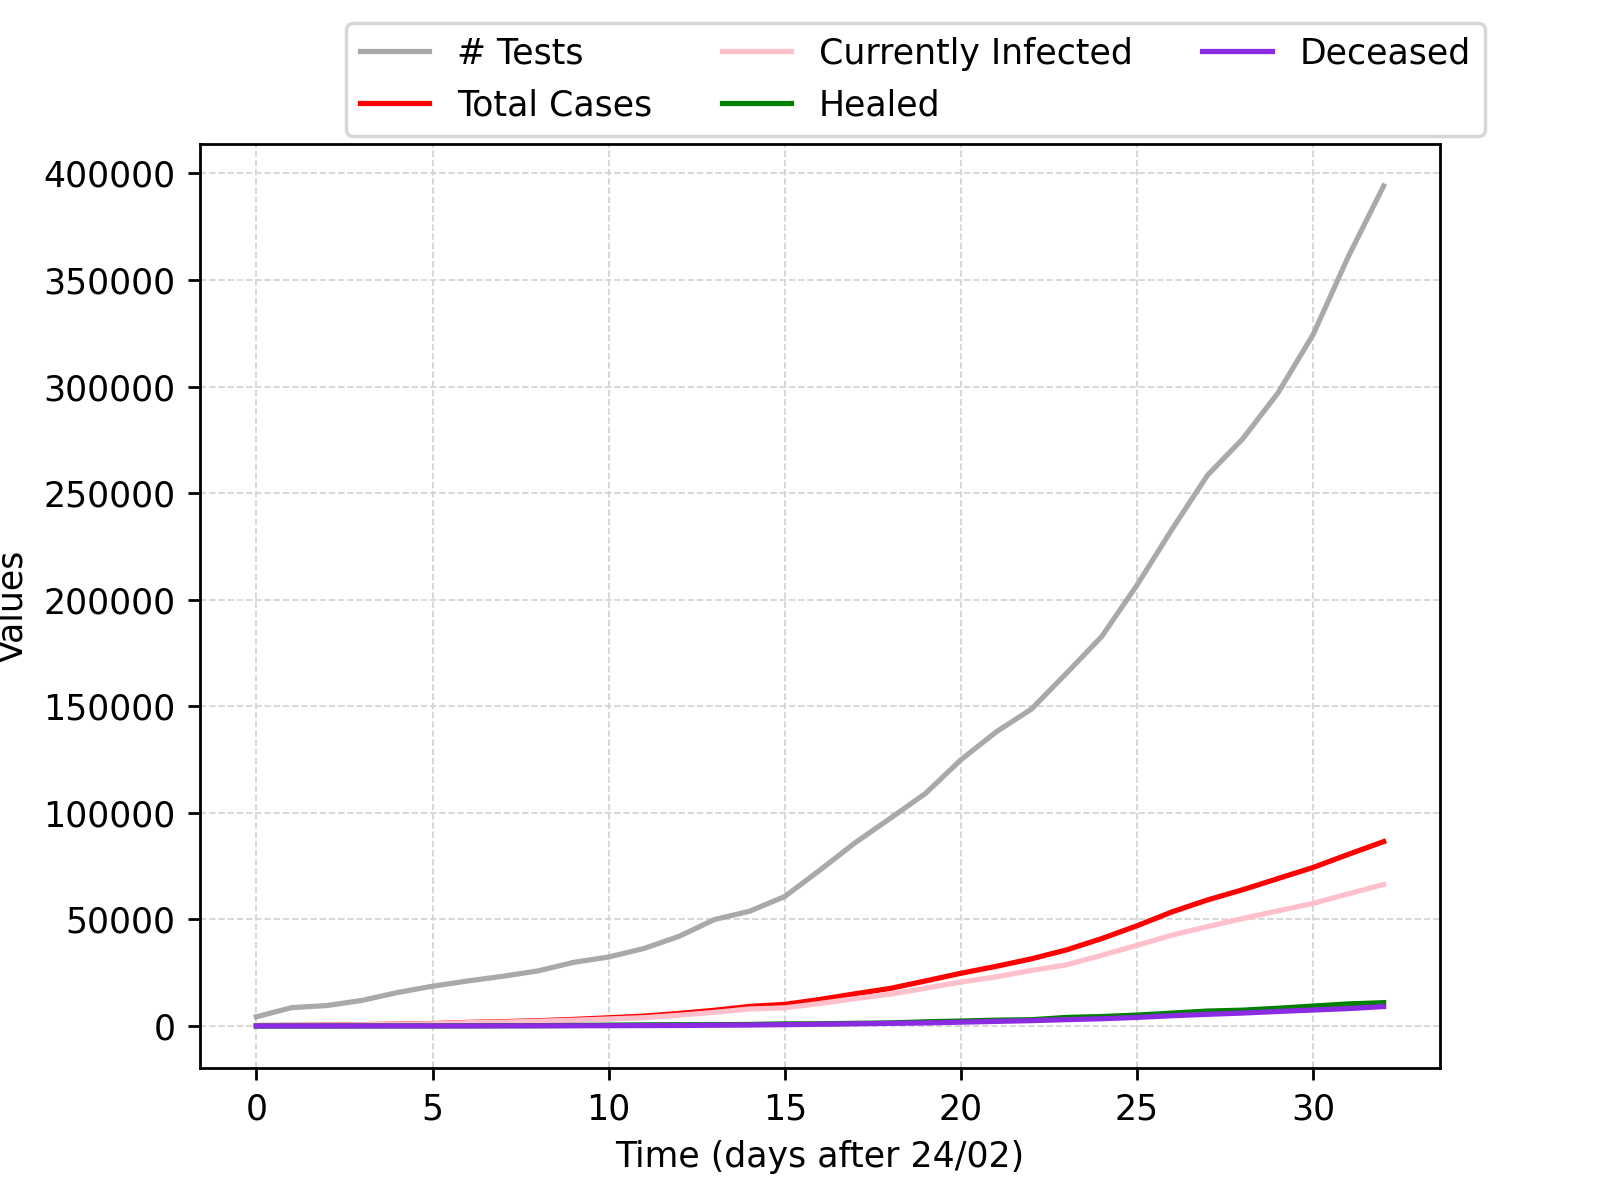 # Tests Currently Infected Deceased
Total Cases Healed
400000
350000
300000
250000
200000
150000
100000
50000
0
Values
0 5 10 15 20 25 30
Time (days after 24/02)